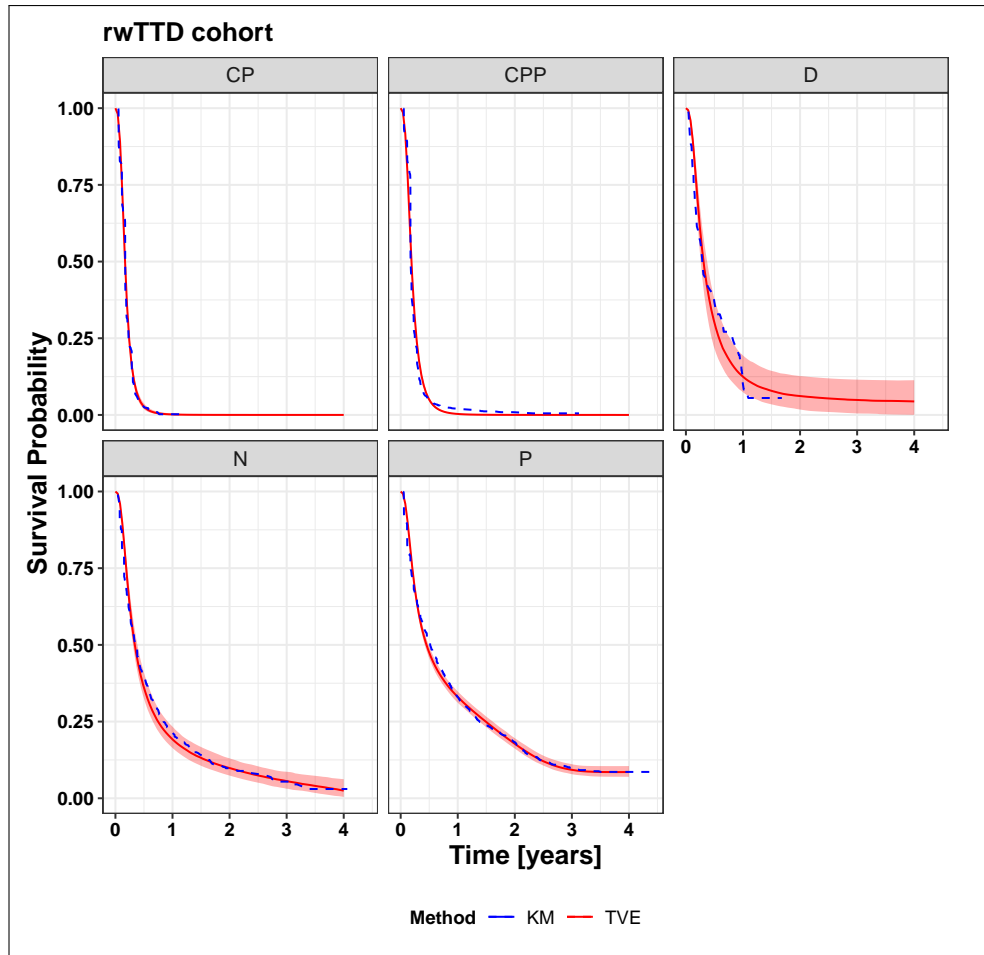 rwTTD cohort
CP CPP D
1.00
0.75
0.50
0.25
0.00
0 1 2 3 4
N P
1.00
0.75
0.50
0.25
0.00
0 1 2 3 4 0 1 2 3 4
Survival Probability
Time [years]
Method KM TVE